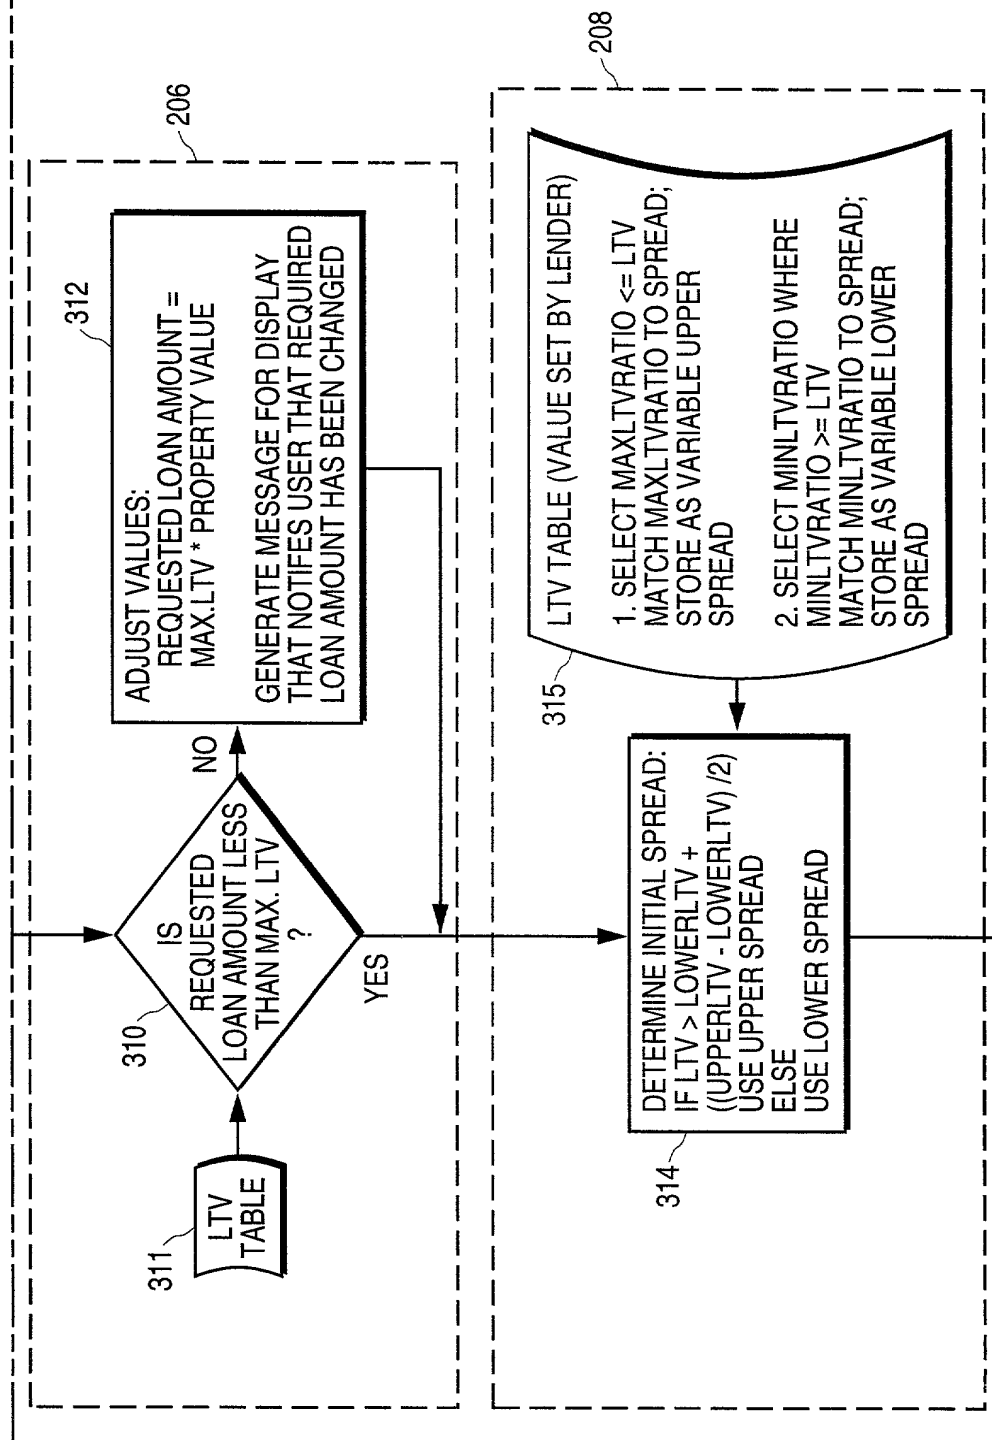 206
312
ADJUST VALUES:
REQUESTED LOAN AMOUNT =
MAX.LTV * PROPERTY VALUE
GENERATE MESSAGE FOR DISPLAY
THAT NOTIFES USER THAT REQUIRED
LOAN AMOUNT HAS BEEN CHANGED
310
IS
REQUESTED
LOAN AMOUNT LESS
THAN MAX. LTV
?
NO
YES
311
LTV
TABLE
208
315
LTV TABLE (VALUE SET BY LENDER)
1. SELECT MAXLTVRATIO <= LTV
MATCH MAXLTVRATIO TO SPREAD;
STORE AS VARIABLE UPPER
SPREAD
2. SELECT MINLTVRATIO WHERE
MINLTVRATIO >= LTV
MATCH MINLTVRATIO TO SPREAD;
STORE AS VARIABLE LOWER
SPREAD
314
DETERMINE INITIAL SPREAD:
IF LTV > LOWERLTV +
((UPPERLTV - LOWERLTV) /2)
USE UPPER SPREAD
ELSE
USE LOWER SPREAD